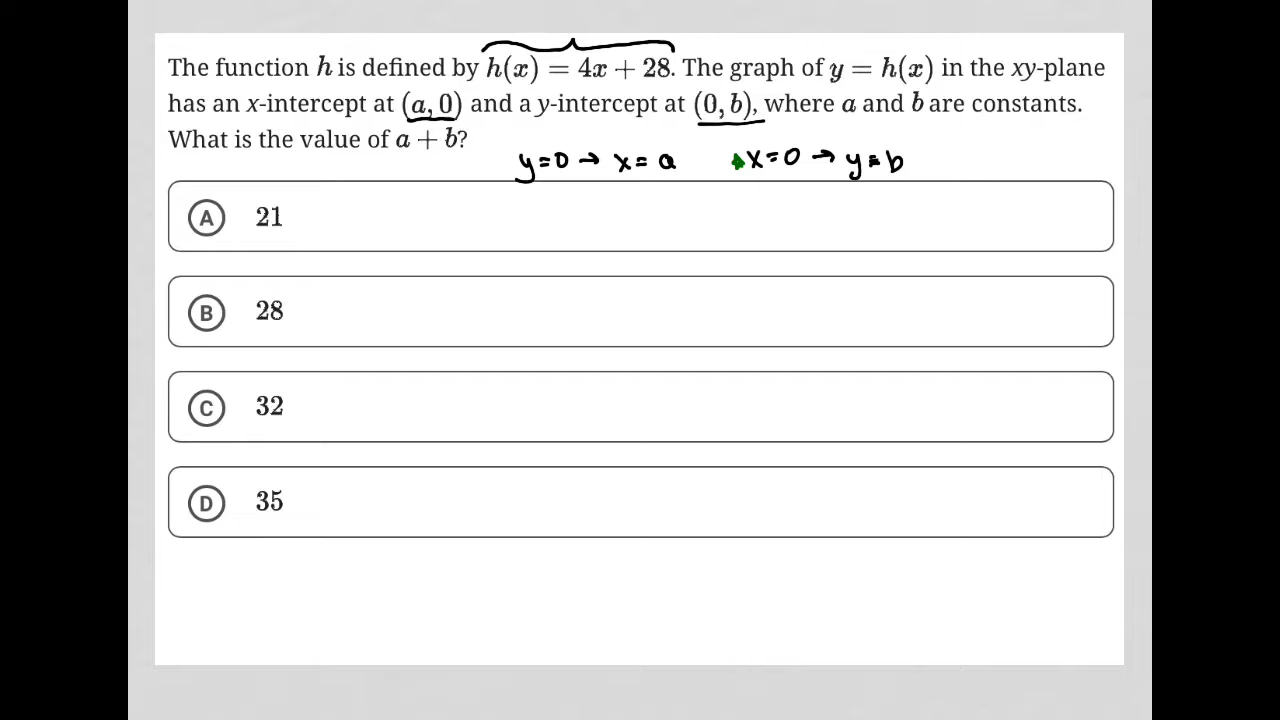 The function h is defined by h(x) = 4x + 28. The graph of y = h(x) in the xy-plane
has an x-intercept at (a, 0) and a y-intercept at (0, b), where a and b are constants.
What is the value of a + b?
y=0 → x= a x=0 → y=b
A 21
B 28
C 32
D 35